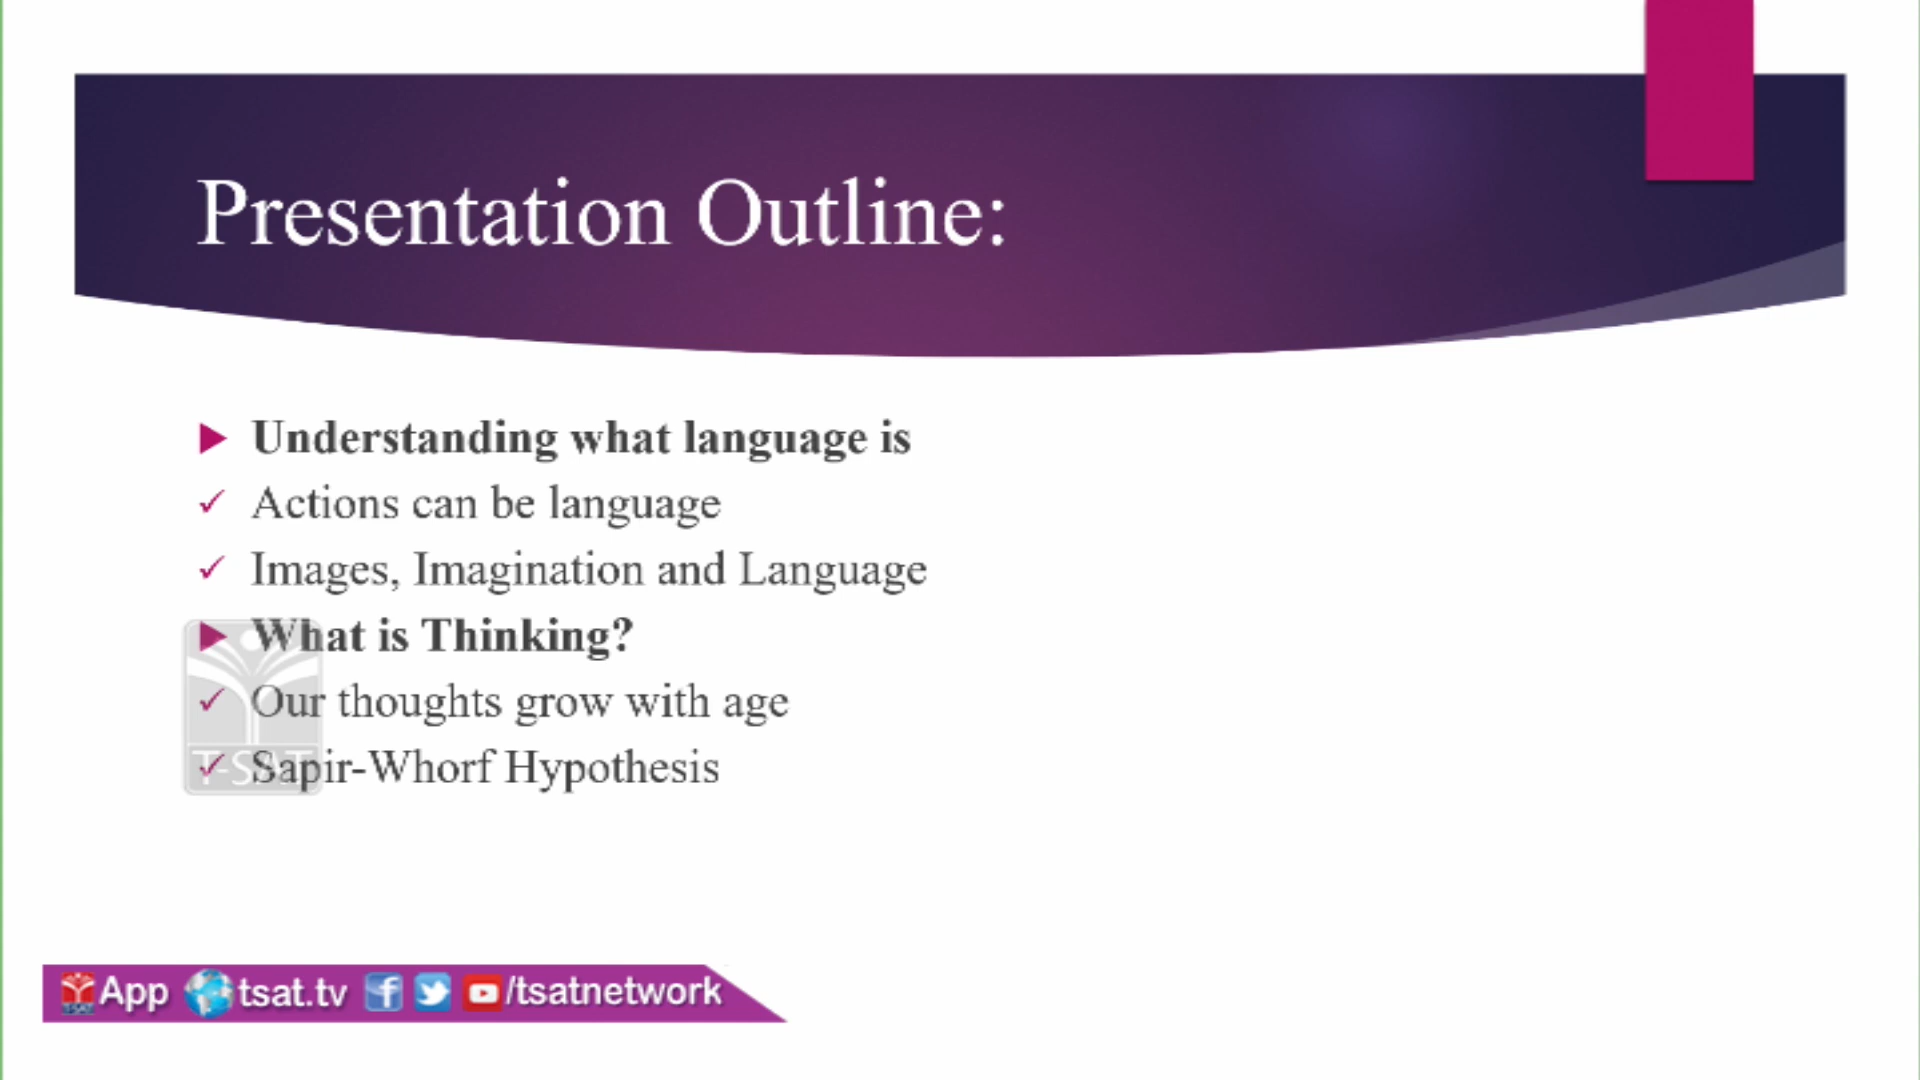 Presentation Outline:
Understanding what language is
Actions can be language
Images, Imagination and Language
What is Thinking?
Our thoughts grow with age
Sapir-Whorf Hypothesis
T-SAT
App tsat.tv /tsatnetwork